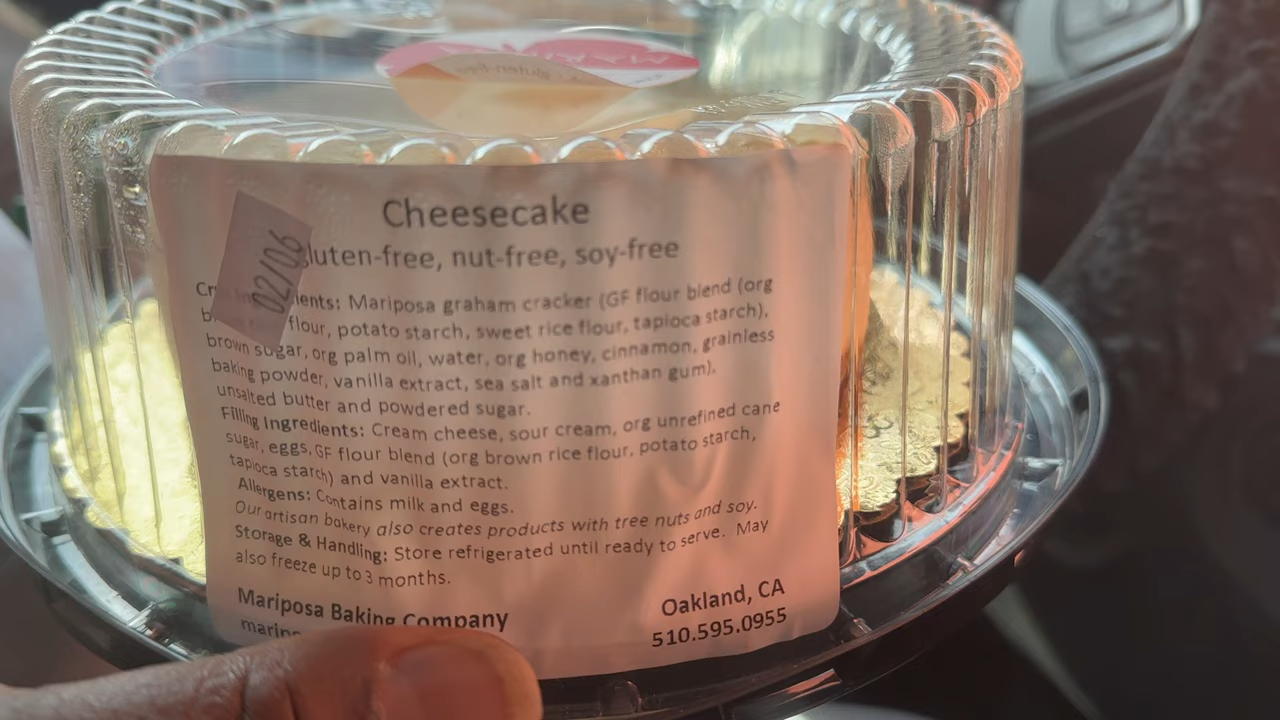 gluten-free
Cheesecake
luten-free, nut-free, soy-free
02/06
Cr ients: Mariposa graham cracker (GF flour blend (org
flour, potato starch, sweet rice flour, tapioca starch),
brown sugar, org palm oil, water, org honey, cinnamon, grainless
baking powder, vanilla extract, sea salt and xanthan gum),
unsalted butter and powdered sugar.
Filling Ingredients: Cream cheese, sour cream, org unrefined cane
sugar, eggs, GF flour blend (org brown rice flour, potato starch,
tapioca starch) and vanilla extract.
Allergens: Contains milk and eggs.
Our artisan bakery also creates products with tree nuts and soy.
Storage & Handling: Store refrigerated until ready to serve. May
also freeze up to 3 months.
Mariposa Baking Company Oakland, CA
510.595.0955